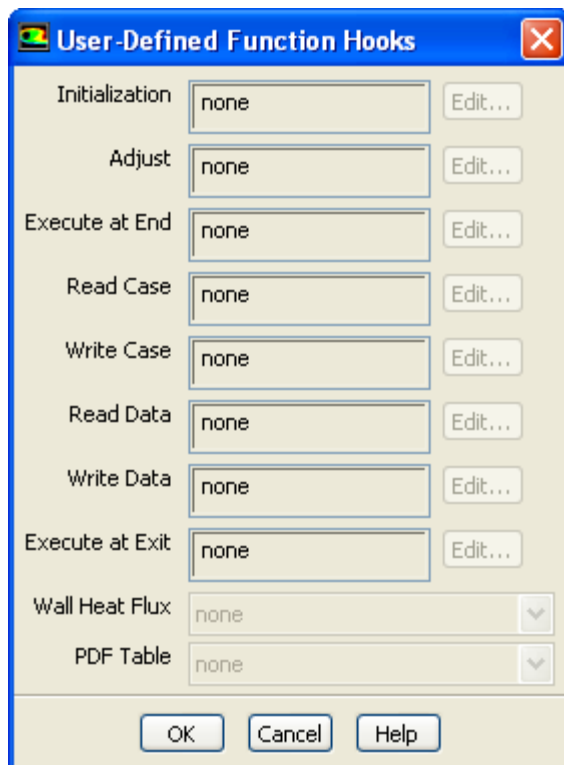 User-Defined Function Hooks
Initialization none Edit...
Adjust none Edit...
Execute at End none Edit...
Read Case none Edit...
Write Case none Edit...
Read Data none Edit...
Write Data none Edit...
Execute at Exit none Edit...
Wall Heat Flux none
PDF Table none
OK Cancel Help